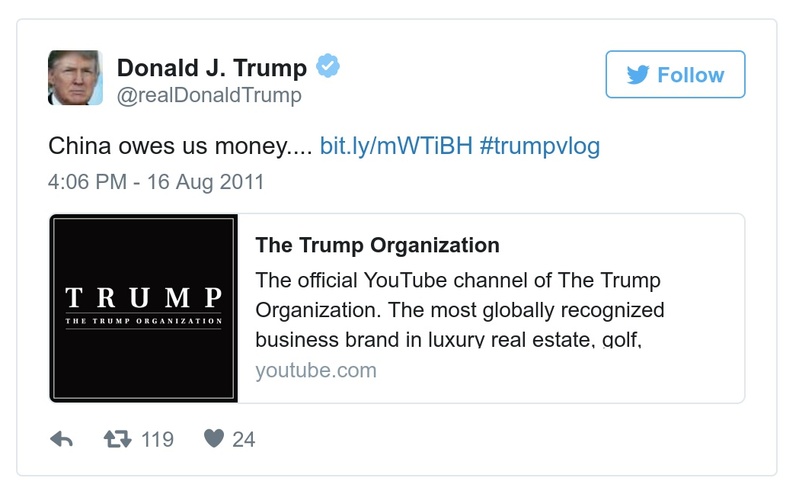 Donald J. Trump
@realDonaldTrump
Follow
China owes us money.... bit.ly/mWTiBH #trumpvlog
4:06 PM - 16 Aug 2011
TRUMP
THE TRUMP ORGANIZATION
The Trump Organization
The official YouTube channel of The Trump
Organization. The most globally recognized
business brand in luxury real estate, golf,
youtube.com
119
24